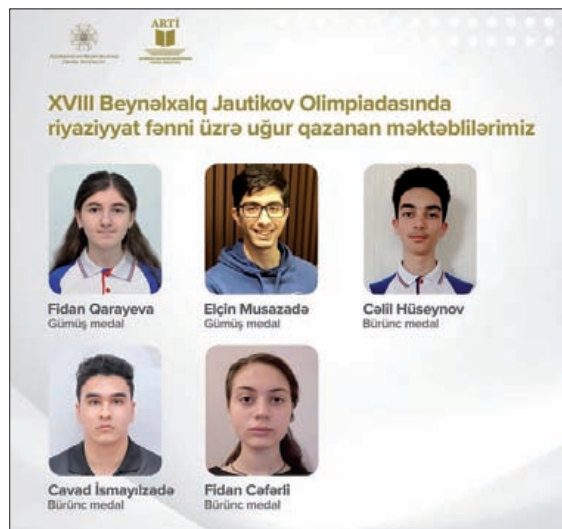 ARTİ
XVIII Beynəlxalq Jautikov Olimpiadasında
riyaziyyat fənni üzrə uğur qazanan məktəblilərimiz
Fidan Qarayeva
Gümüş medal
Elçin Musazadə
Gümüş medal
Cəlil Hüseynov
Bürünc medal
Cavad İsmayılzadə
Bürünc medal
Fidan Cəfərli
Bürünc medal